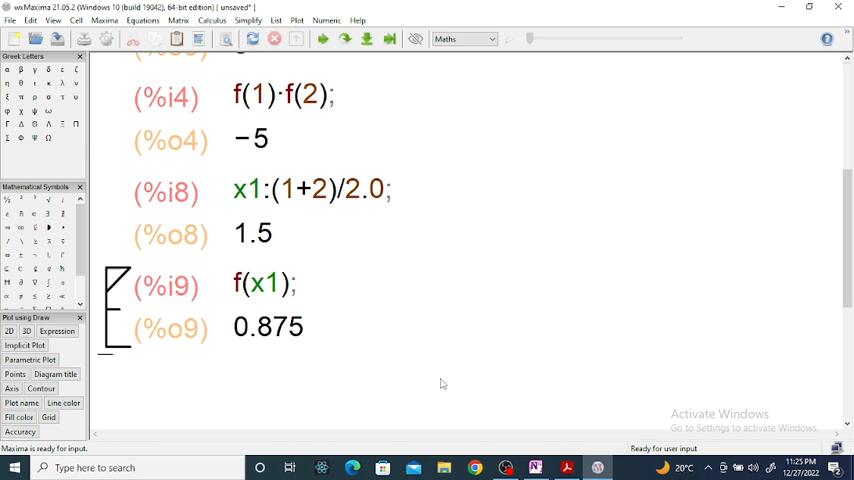 wxMaxima 21.05.2 (Windows 10 (build 19042), 64-bit edition) [ unsaved* ]
File Edit View Cell Maxima Equations Matrix Calculus Simplify List Plot Numeric Help
Maths
Greek Letters
α β γ δ ε ζ
η θ ι κ λ ν
ξ π ρ σ τ υ
φ χ ψ ω
Γ Δ Θ Λ Ξ Π
Σ Φ Ψ Ω
Mathematical Symbols
Plot using Draw
2D 3D Expression
Implicit Plot
Parametric Plot
Points Diagram title
Axis Contour
Plot name Line color
Fill color Grid
Accuracy
(%i4) f(1)·f(2);
(%o4) −5
(%i8) x1:(1+2)/2.0;
(%o8) 1.5
(%i9) f(x1);
(%o9) 0.875
Activate Windows
Go to Settings to activate Windows.
Maxima is ready for input.
Ready for user input
Type here to search
20°C
11:25 PM
12/27/2022